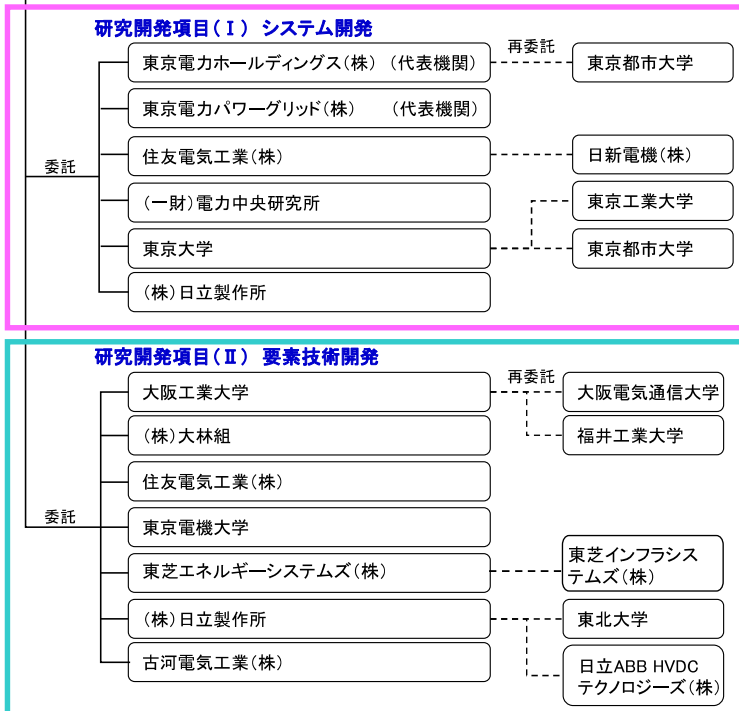 研究開発項目(Ⅰ) システム開発
東京電力ホールディングス(株) (代表機関)
再委託
東京都市大学
東京電力パワーグリッド(株) (代表機関)
住友電気工業(株)
日新電機(株)
委託
(一財)電力中央研究所
東京工業大学
東京大学
東京都市大学
(株)日立製作所
研究開発項目(Ⅱ) 要素技術開発
大阪工業大学
再委託
大阪電気通信大学
(株)大林組
福井工業大学
住友電気工業(株)
委託
東京電機大学
東芝エネルギーシステムズ(株)
東芝インフラシス
テムズ(株)
(株)日立製作所
東北大学
古河電気工業(株)
日立ABB HVDC
テクノロジーズ(株)